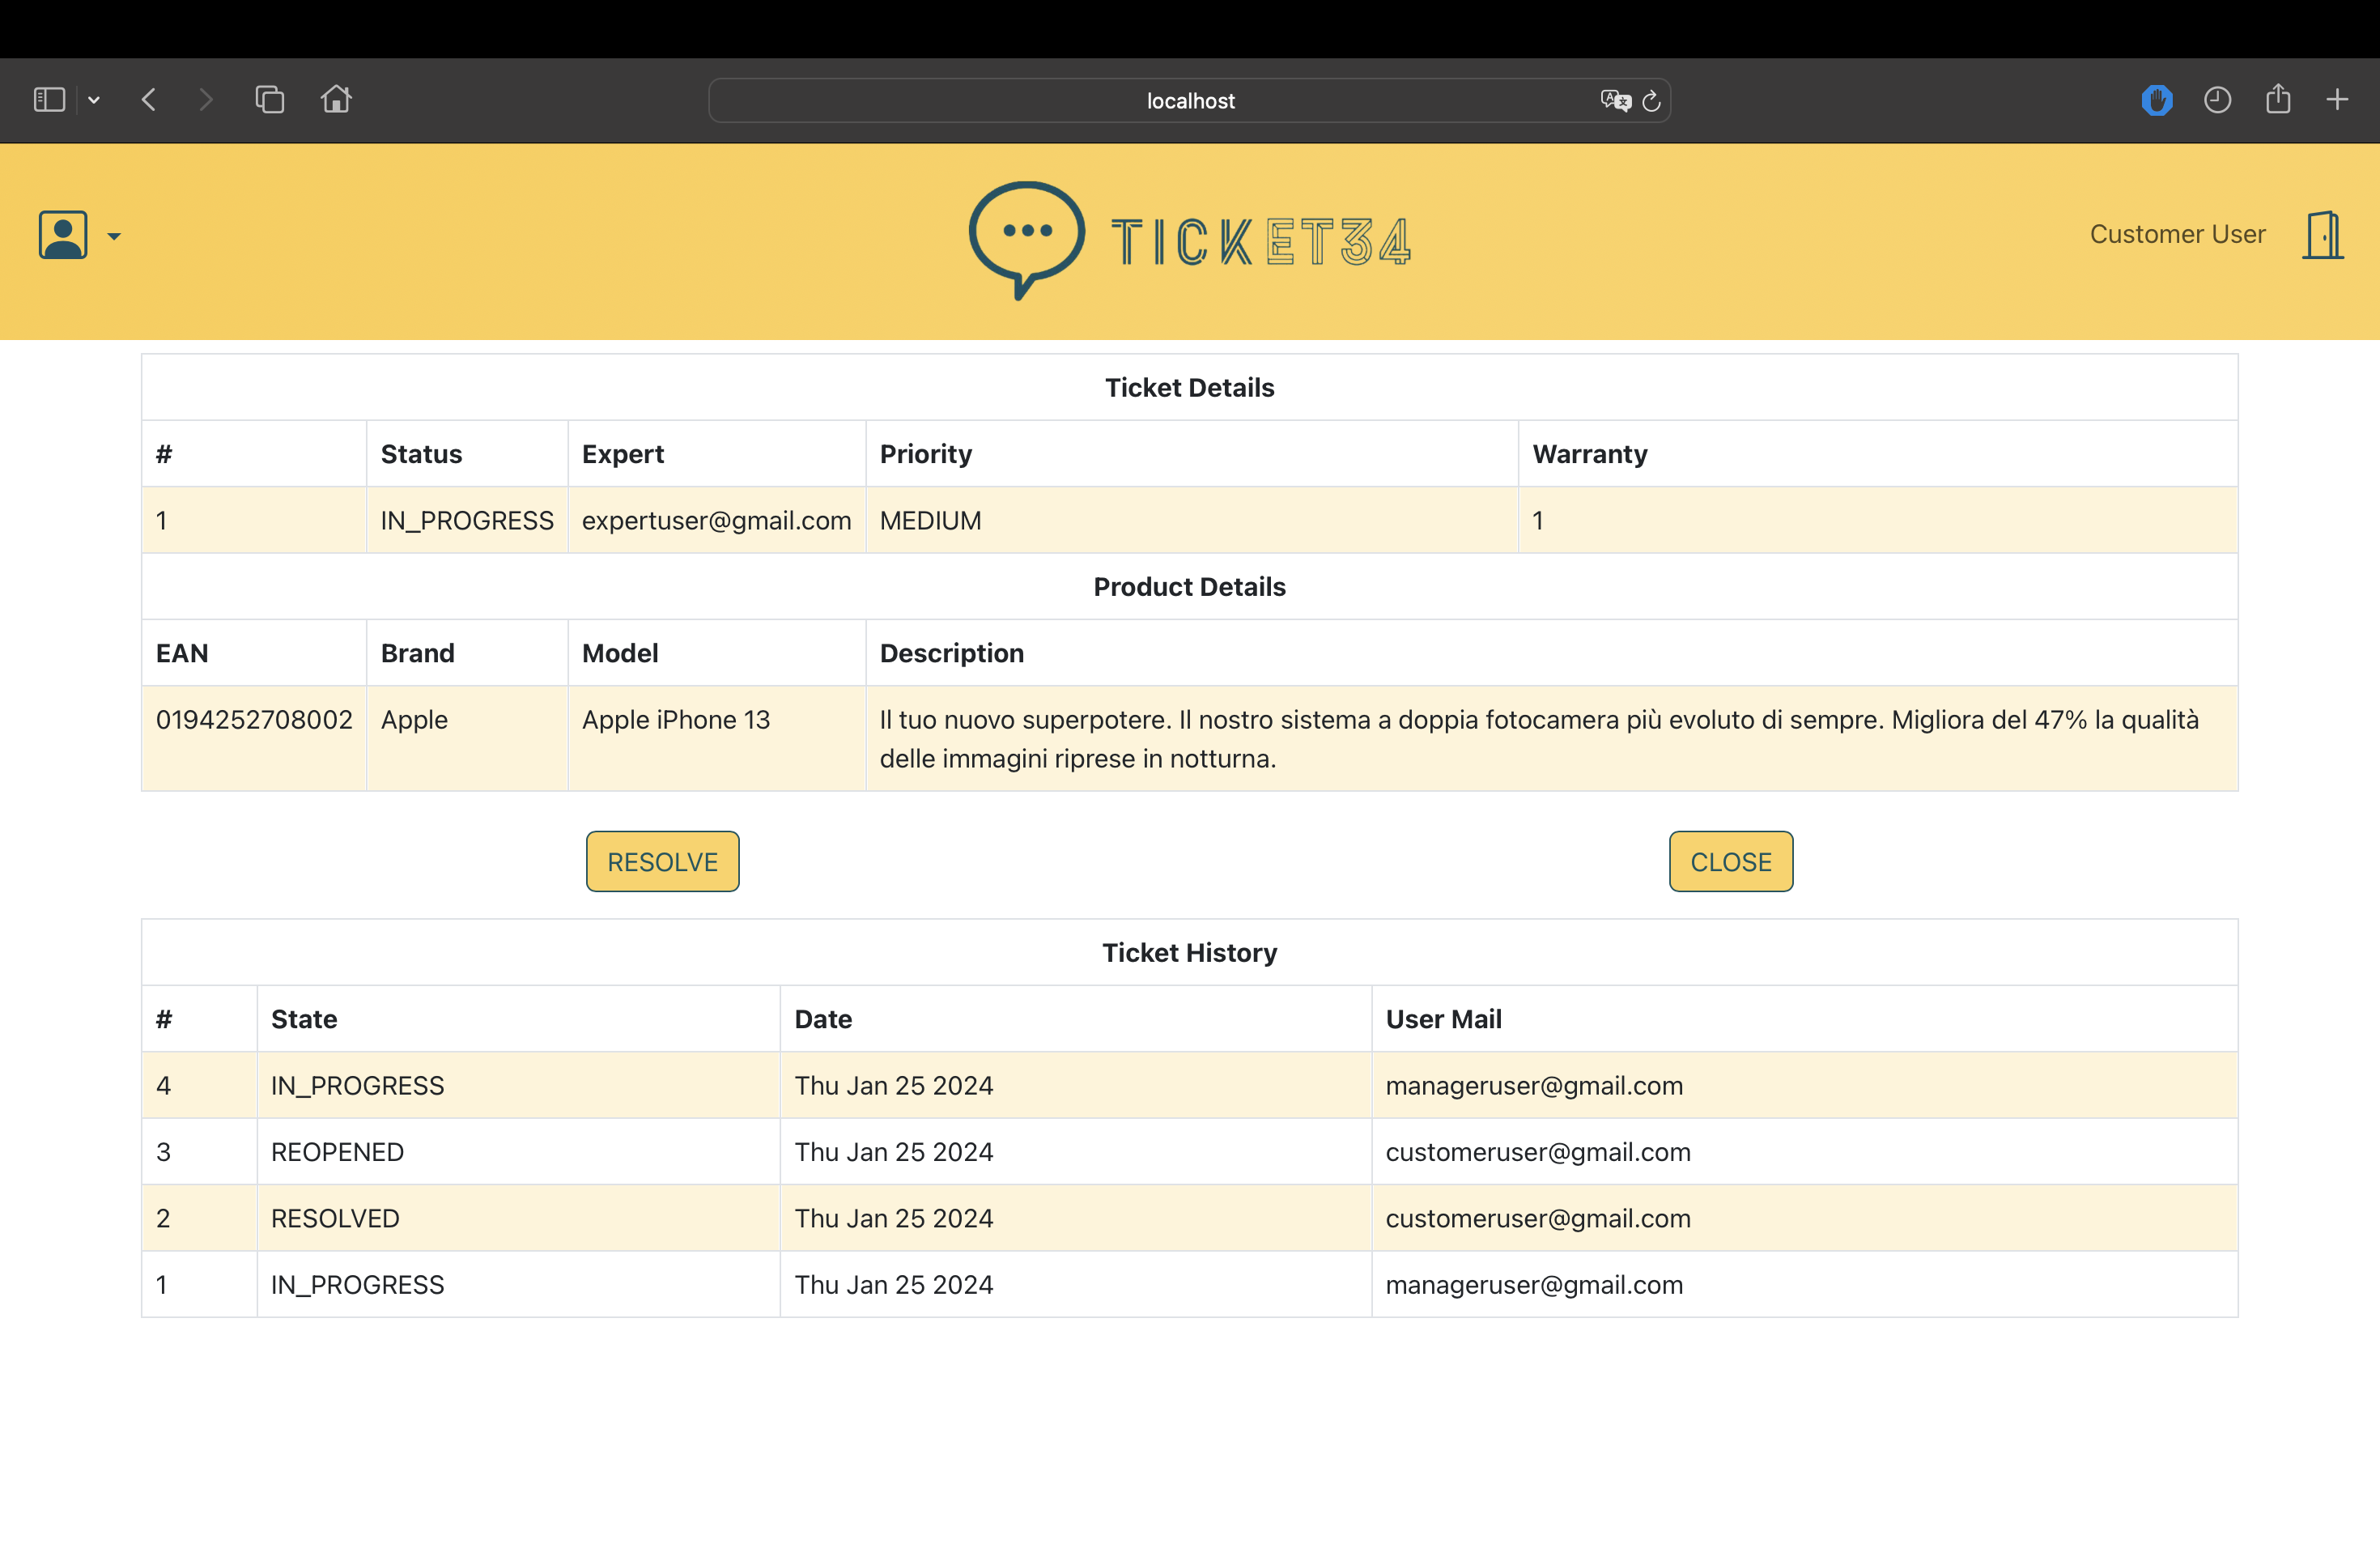 localhost
TICKET34
Customer User
Ticket Details
# Status Expert Priority Warranty
1 IN_PROGRESS expertuser@gmail.com MEDIUM 1
Product Details
EAN Brand Model Description
0194252708002 Apple Apple iPhone 13 Il tuo nuovo superpotere. Il nostro sistema a doppia fotocamera più evoluto di sempre. Migliora del 47% la qualità
delle immagini riprese in notturna.
RESOLVE CLOSE
Ticket History
# State Date User Mail
4 IN_PROGRESS Thu Jan 25 2024 manageruser@gmail.com
3 REOPENED Thu Jan 25 2024 customeruser@gmail.com
2 RESOLVED Thu Jan 25 2024 customeruser@gmail.com
1 IN_PROGRESS Thu Jan 25 2024 manageruser@gmail.com